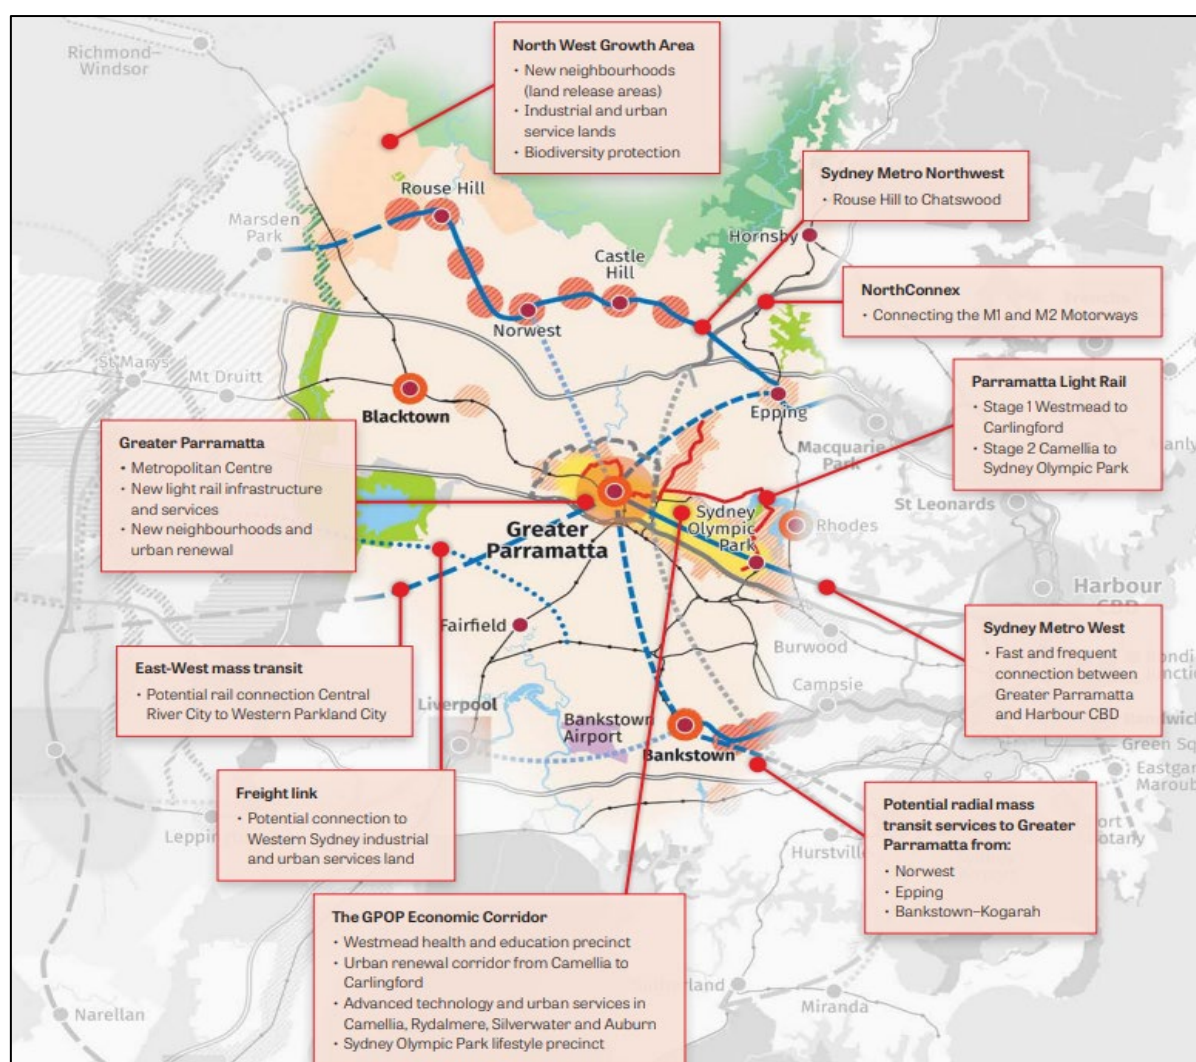 Richmond–
Windsor
North West Growth Area
• New neighbourhoods
(land release areas)
• Industrial and urban
service lands
• Biodiversity protection
Sydney Metro Northwest
• Rouse Hill to Chatswood
Rouse Hill
Marsden
Park
Hornsby
Castle
Hill
NorthConnex
• Connecting the M1 and M2 Motorways
Norwest
St Marys
Mt Druitt
Blacktown
Epping
Parramatta Light Rail
• Stage 1 Westmead to
Carlingford
• Stage 2 Camellia to
Sydney Olympic Park
Macquarie
Park
Greater Parramatta
• Metropolitan Centre
• New light rail infrastructure
and services
• New neighbourhoods and
urban renewal
St Leonards
Greater
Parramatta
Sydney
Olympic
Park
Rhodes
Harbour
CBD
Fairfield
Burwood
Sydney Metro West
• Fast and frequent
connection between
Greater Parramatta
and Harbour CBD
East-West mass transit
• Potential rail connection Central
River City to Western Parkland City
Campsie
Liverpool
Bankstown
Airport
Bankstown
Green Sq
Eastgar
Maroub
Freight link
• Potential connection to
Western Sydney industrial
and urban services land
Leppin
Potential radial mass
transit services to Greater
Parramatta from:
• Norwest
• Epping
• Bankstown–Kogarah
ort
otany
Hurstvil
The GPOP Economic Corridor
• Westmead health and education precinct
• Urban renewal corridor from Camellia to
Carlingford
• Advanced technology and urban services in
Camellia, Rydalmere, Silverwater and Auburn
• Sydney Olympic Park lifestyle precinct
erland
Miranda
Narellan